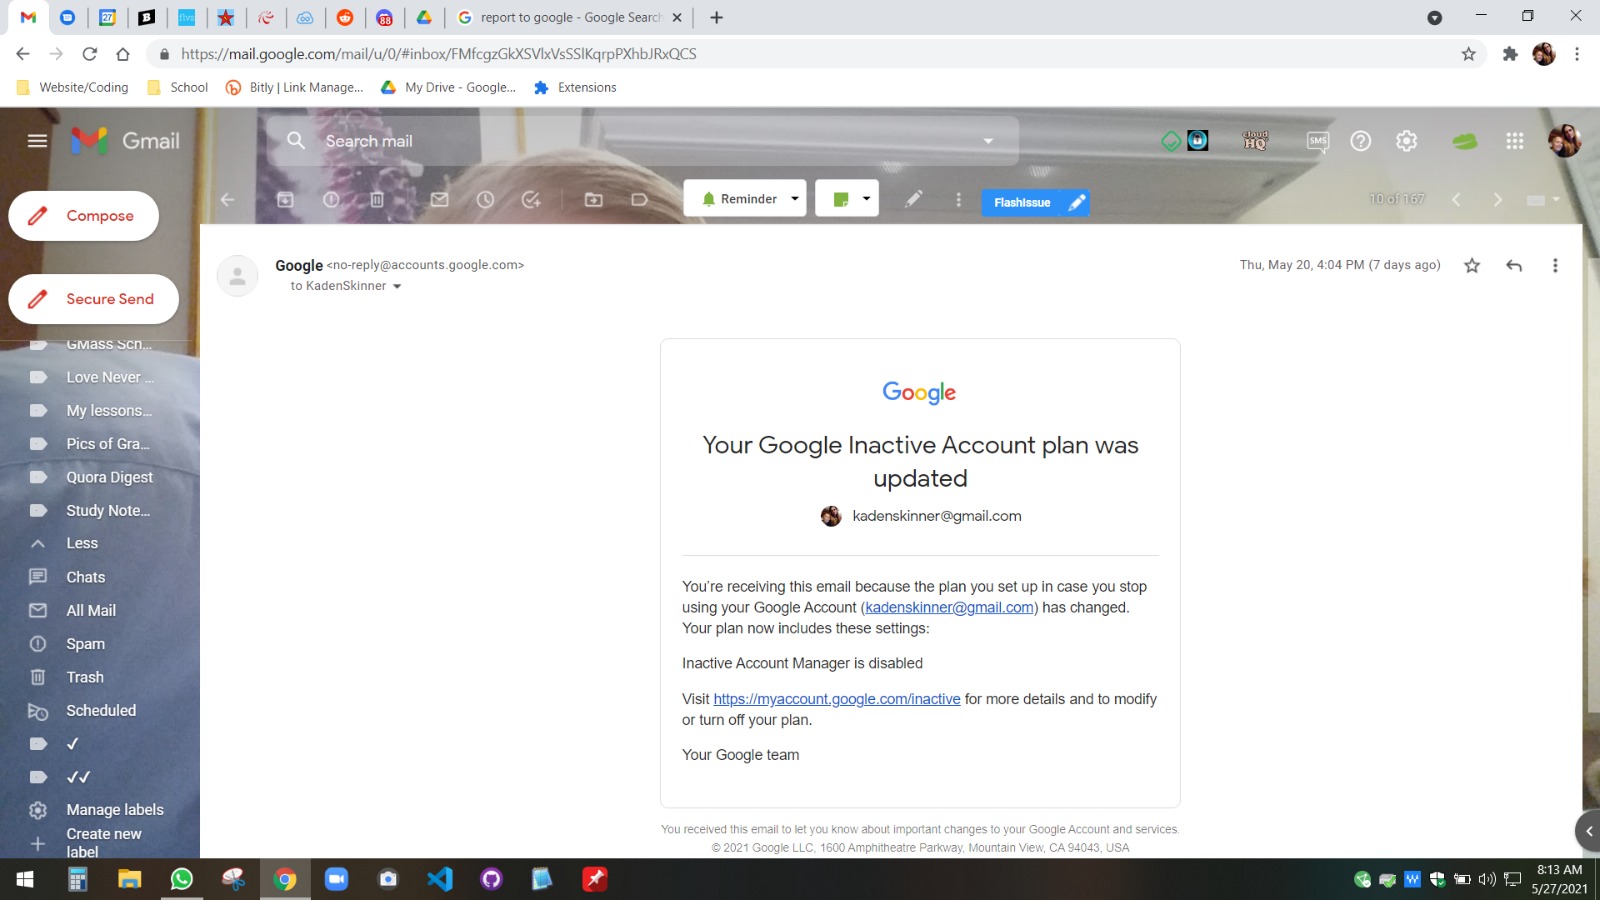 report to google - Google Search
https://mail.google.com/mail/u/0/#inbox/FMfcgzGkXSVlxVsSSlKqrpPXhbJRxQCS
Website/Coding School Bitly | Link Manage... My Drive - Google... Extensions
Gmail Search mail cloud HQ SMS
Compose
Reminder FlashIssue 10 of 167
Secure Send
Google <no-reply@accounts.google.com> Thu, May 20, 4:04 PM (7 days ago)
to KadenSkinner
GMass Sch...
Love Never ...
My lessons...
Pics of Gra...
Quora Digest
Study Note...
Less
Chats
All Mail
Spam
Trash
Scheduled
✓
✓✓
Manage labels
Create new
label
Google
Your Google Inactive Account plan was
updated
kadenskinner@gmail.com
You're receiving this email because the plan you set up in case you stop
using your Google Account (kadenskinner@gmail.com) has changed.
Your plan now includes these settings:
Inactive Account Manager is disabled
Visit https://myaccount.google.com/inactive for more details and to modify
or turn off your plan.
Your Google team
You received this email to let you know about important changes to your Google Account and services.
© 2021 Google LLC, 1600 Amphitheatre Parkway, Mountain View, CA 94043, USA
8:13 AM
5/27/2021